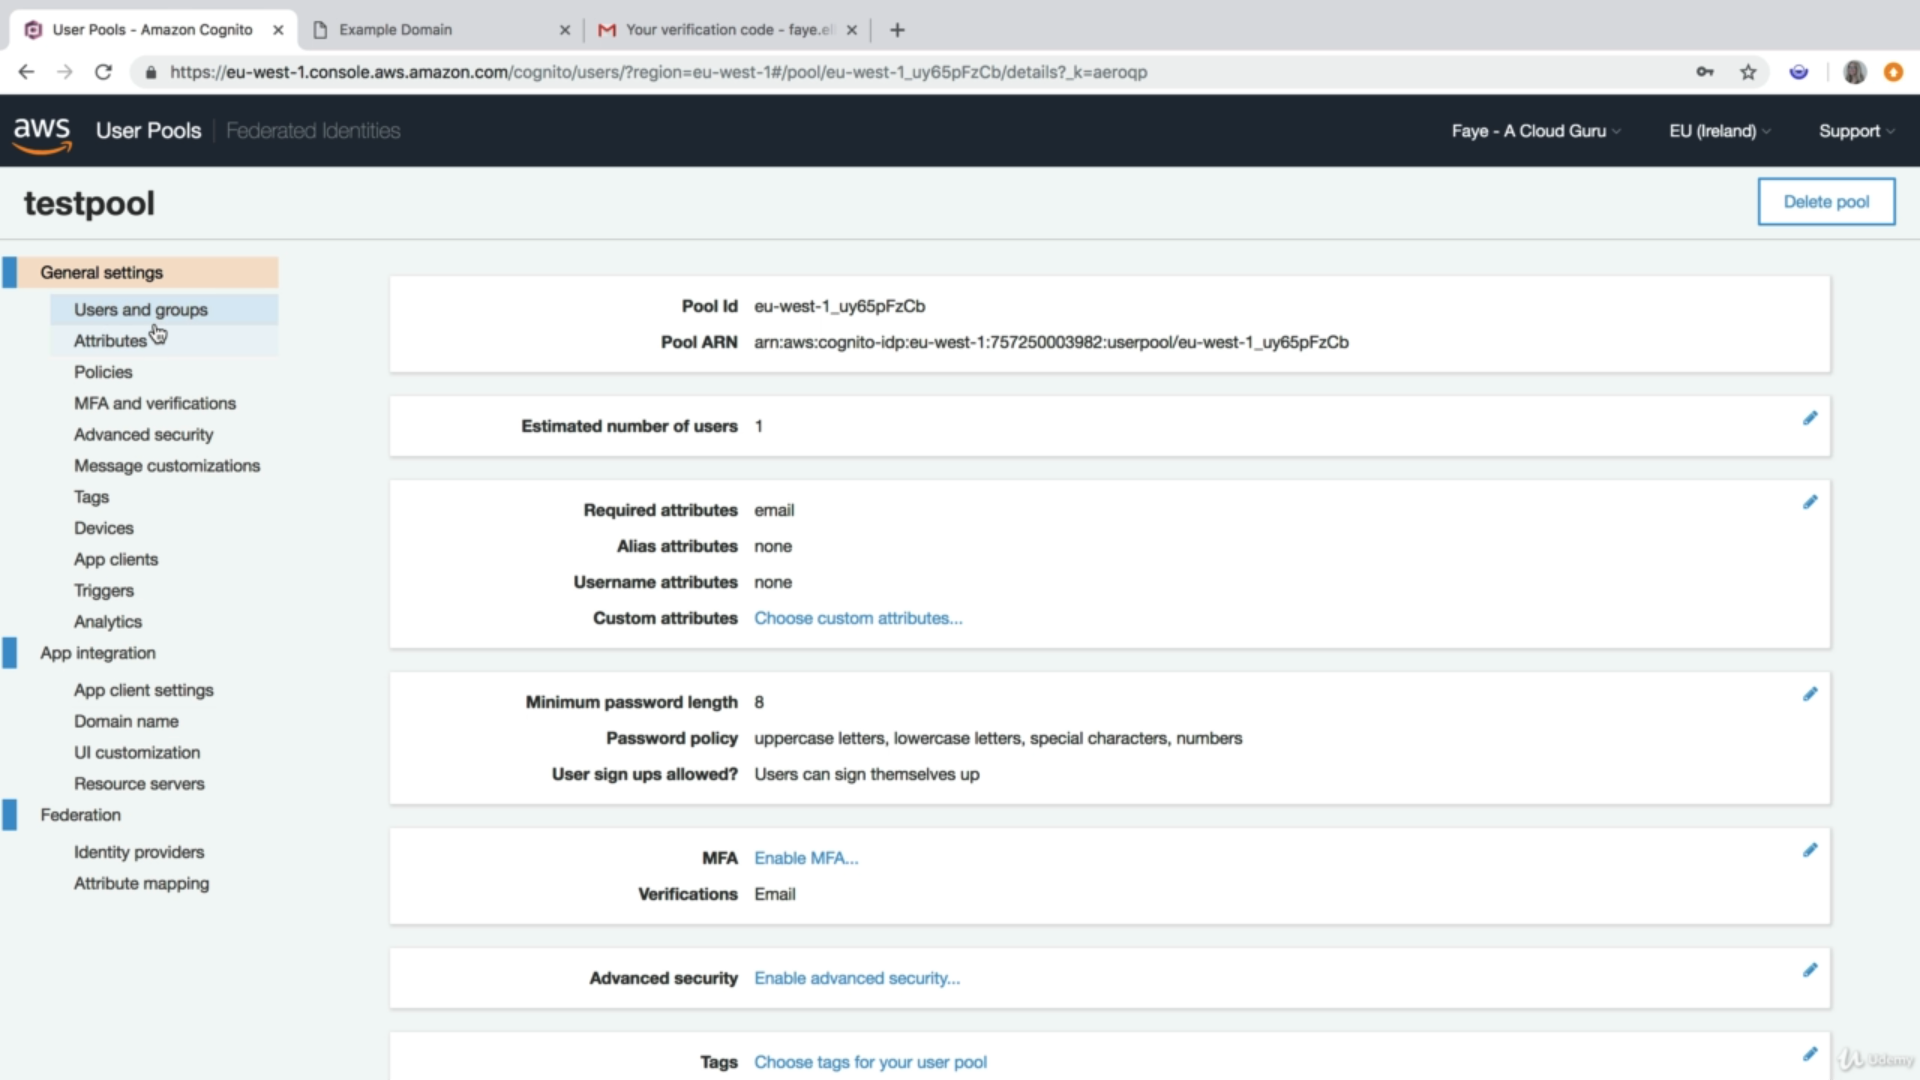 User Pools - Amazon Cognito
Example Domain
Your verification code - faye.el
https://eu-west-1.console.aws.amazon.com/cognito/users/?region=eu-west-1#/pool/eu-west-1_uy65pFzCb/details?_k=aeroqp
aws User Pools Federated Identities Faye - A Cloud Guru EU (Ireland) Support
testpool
Delete pool
General settings
Users and groups
Attributes
Policies
MFA and verifications
Advanced security
Message customizations
Tags
Devices
App clients
Triggers
Analytics
App integration
App client settings
Domain name
UI customization
Resource servers
Federation
Identity providers
Attribute mapping
Pool Id eu-west-1_uy65pFzCb
Pool ARN arn:aws:cognito-idp:eu-west-1:757250003982:userpool/eu-west-1_uy65pFzCb
Estimated number of users 1
Required attributes email
Alias attributes none
Username attributes none
Custom attributes Choose custom attributes...
Minimum password length 8
Password policy uppercase letters, lowercase letters, special characters, numbers
User sign ups allowed? Users can sign themselves up
MFA Enable MFA...
Verifications Email
Advanced security Enable advanced security...
Tags Choose tags for your user pool
Udemy